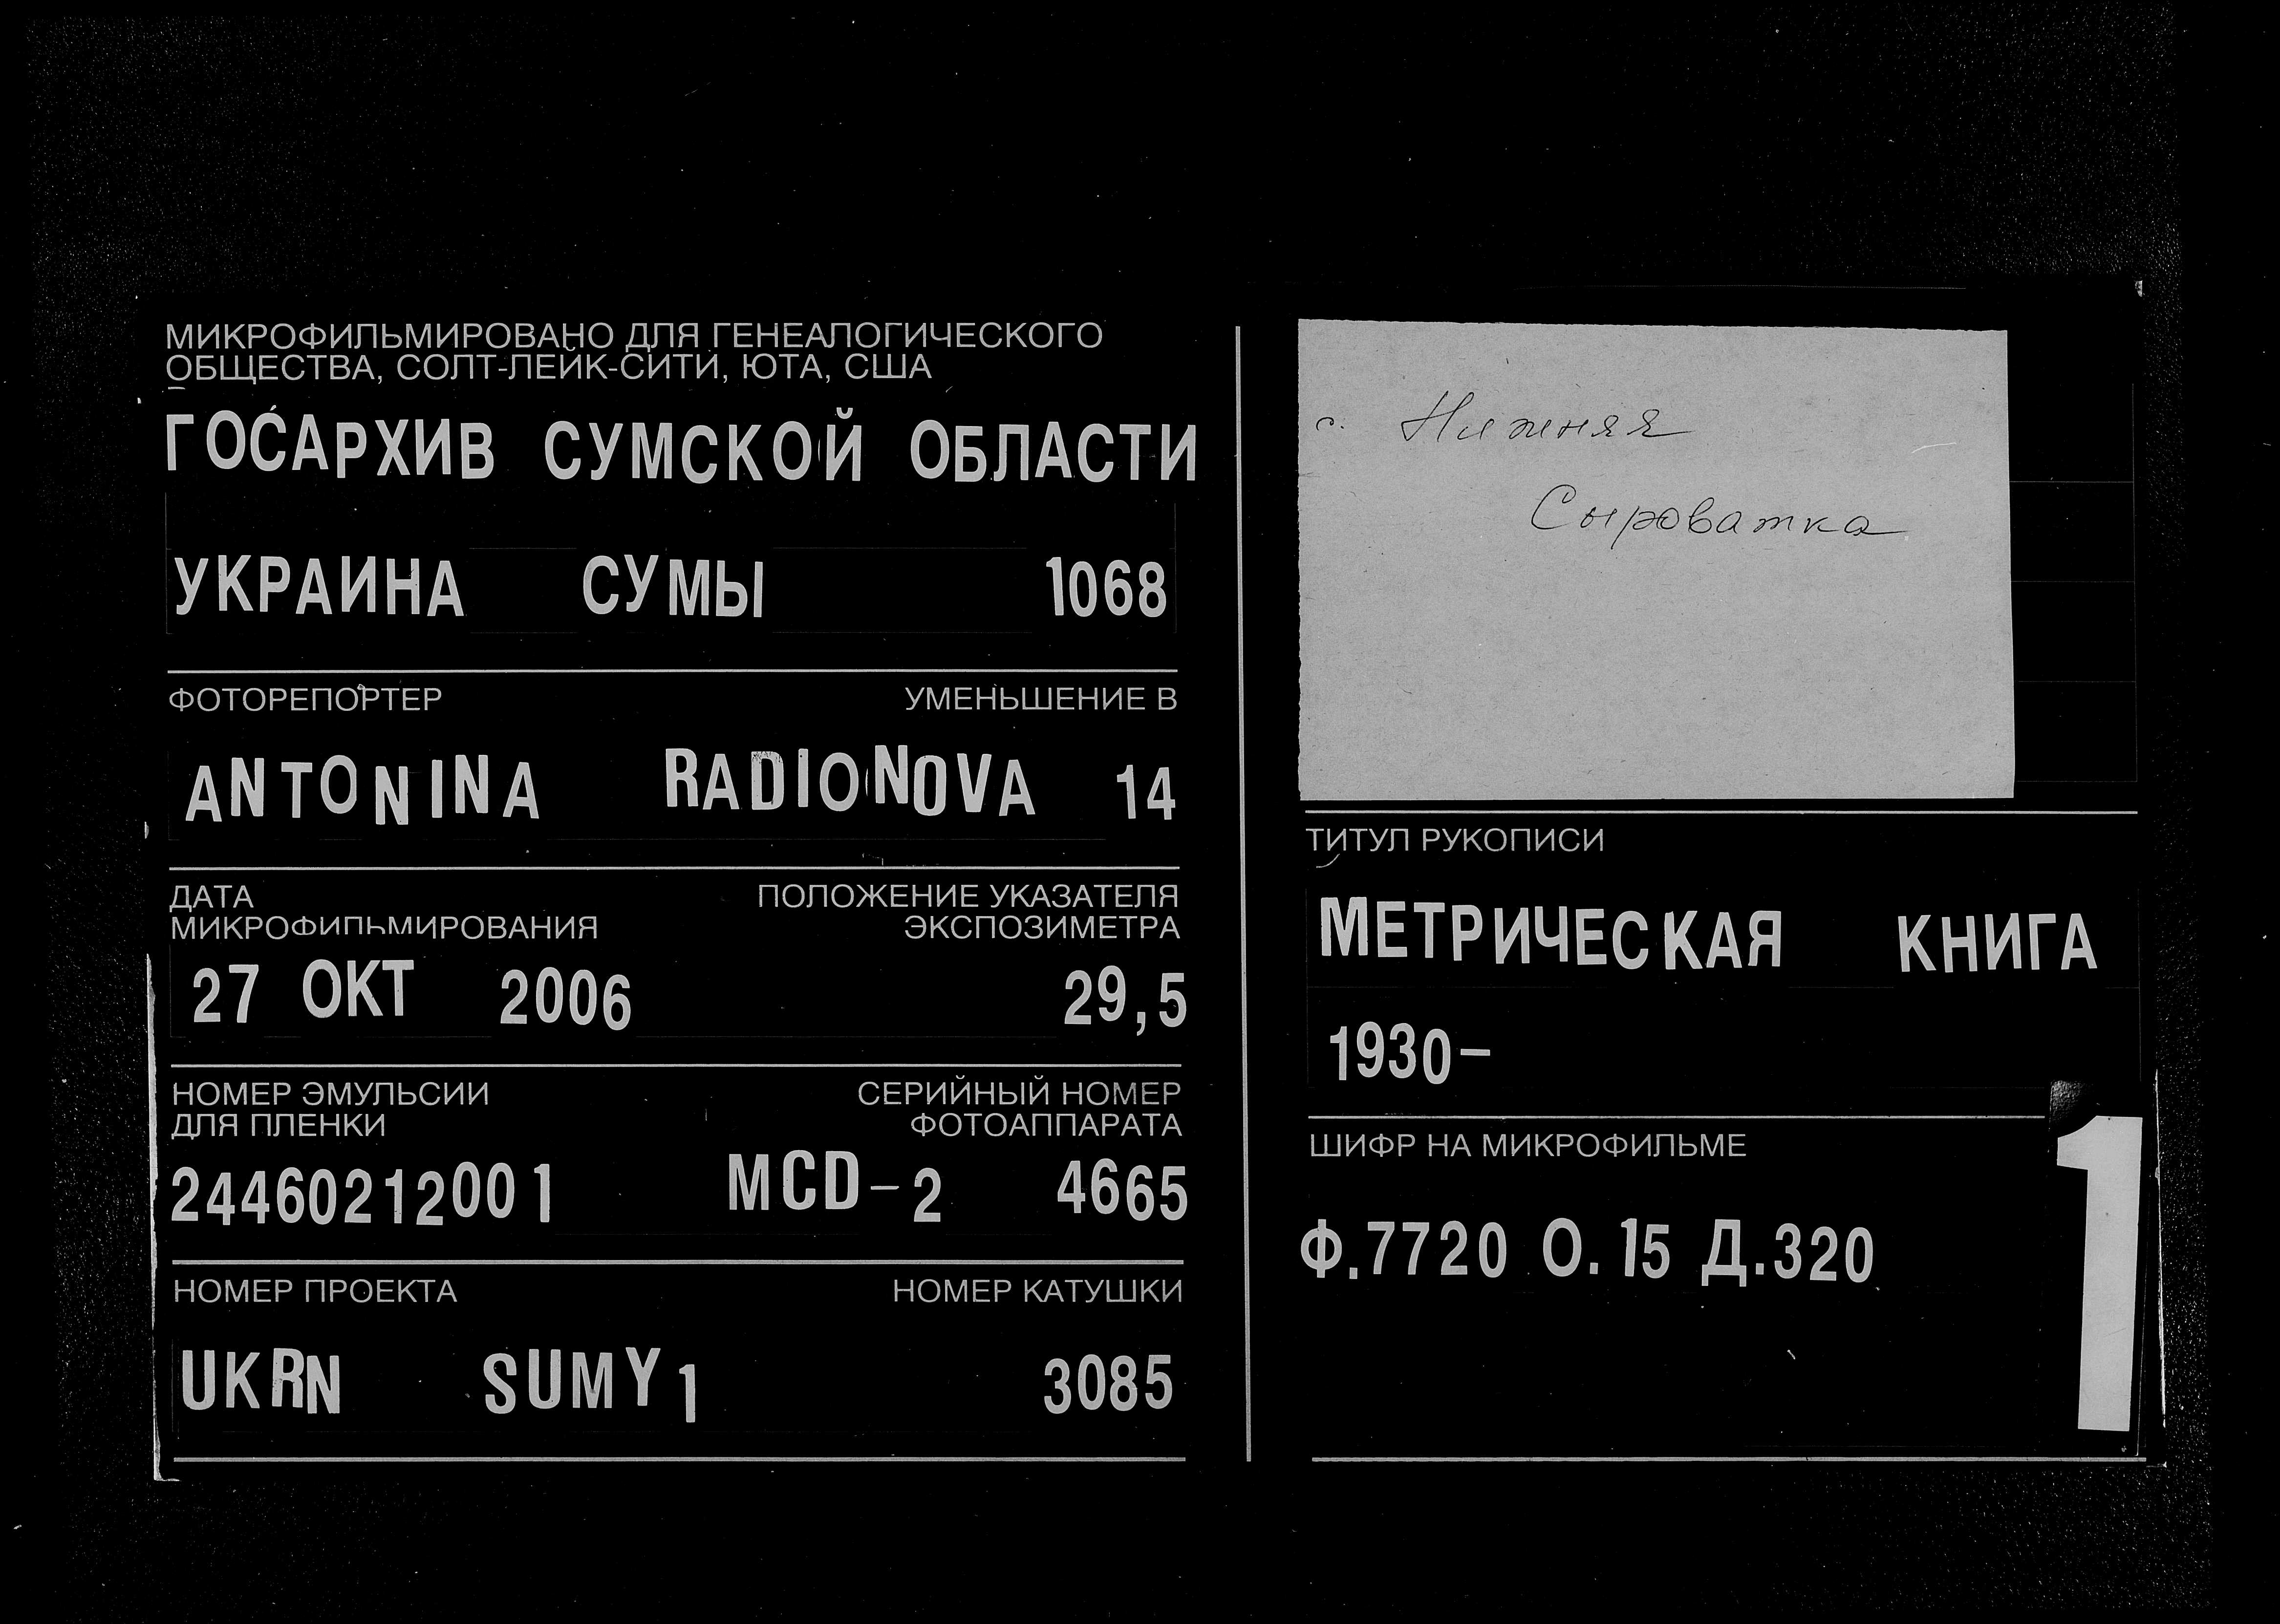 МИКРОФИЛЬМИРОВАНО ДЛЯ ГЕНЕАЛОГИЧЕСКОГО
ОБЩЕСТВА, СОЛТ-ЛЕЙК-СИТИ, ЮТА, США
ГОСАРХИВ СУМСКОЙ ОБЛАСТИ
УКРАИНА СУМЫ 1068
ФОТОРЕПОРТЕР УМЕНЬШЕНИЕ В
ANTONINA RADIONOVA 14
ДАТА
МИКРОФИЛЬМИРОВАНИЯ
ПОЛОЖЕНИЕ УКАЗАТЕЛЯ
ЭКСПОЗИМЕТРА
27 ОКТ 2006 29,5
НОМЕР ЭМУЛЬСИИ
ДЛЯ ПЛЕНКИ
СЕРИЙНЫЙ НОМЕР
ФОТОАППАРАТА
24460212001 MCD-2 4665
НОМЕР ПРОЕКТА НОМЕР КАТУШКИ
UKRN SUMY1 3085
с. Нижняя
Сыроватка
ТИТУЛ РУКОПИСИ
МЕТРИЧЕСКАЯ КНИГА
1930-
ШИФР НА МИКРОФИЛЬМЕ
Ф.7720 О.15 Д.320
1